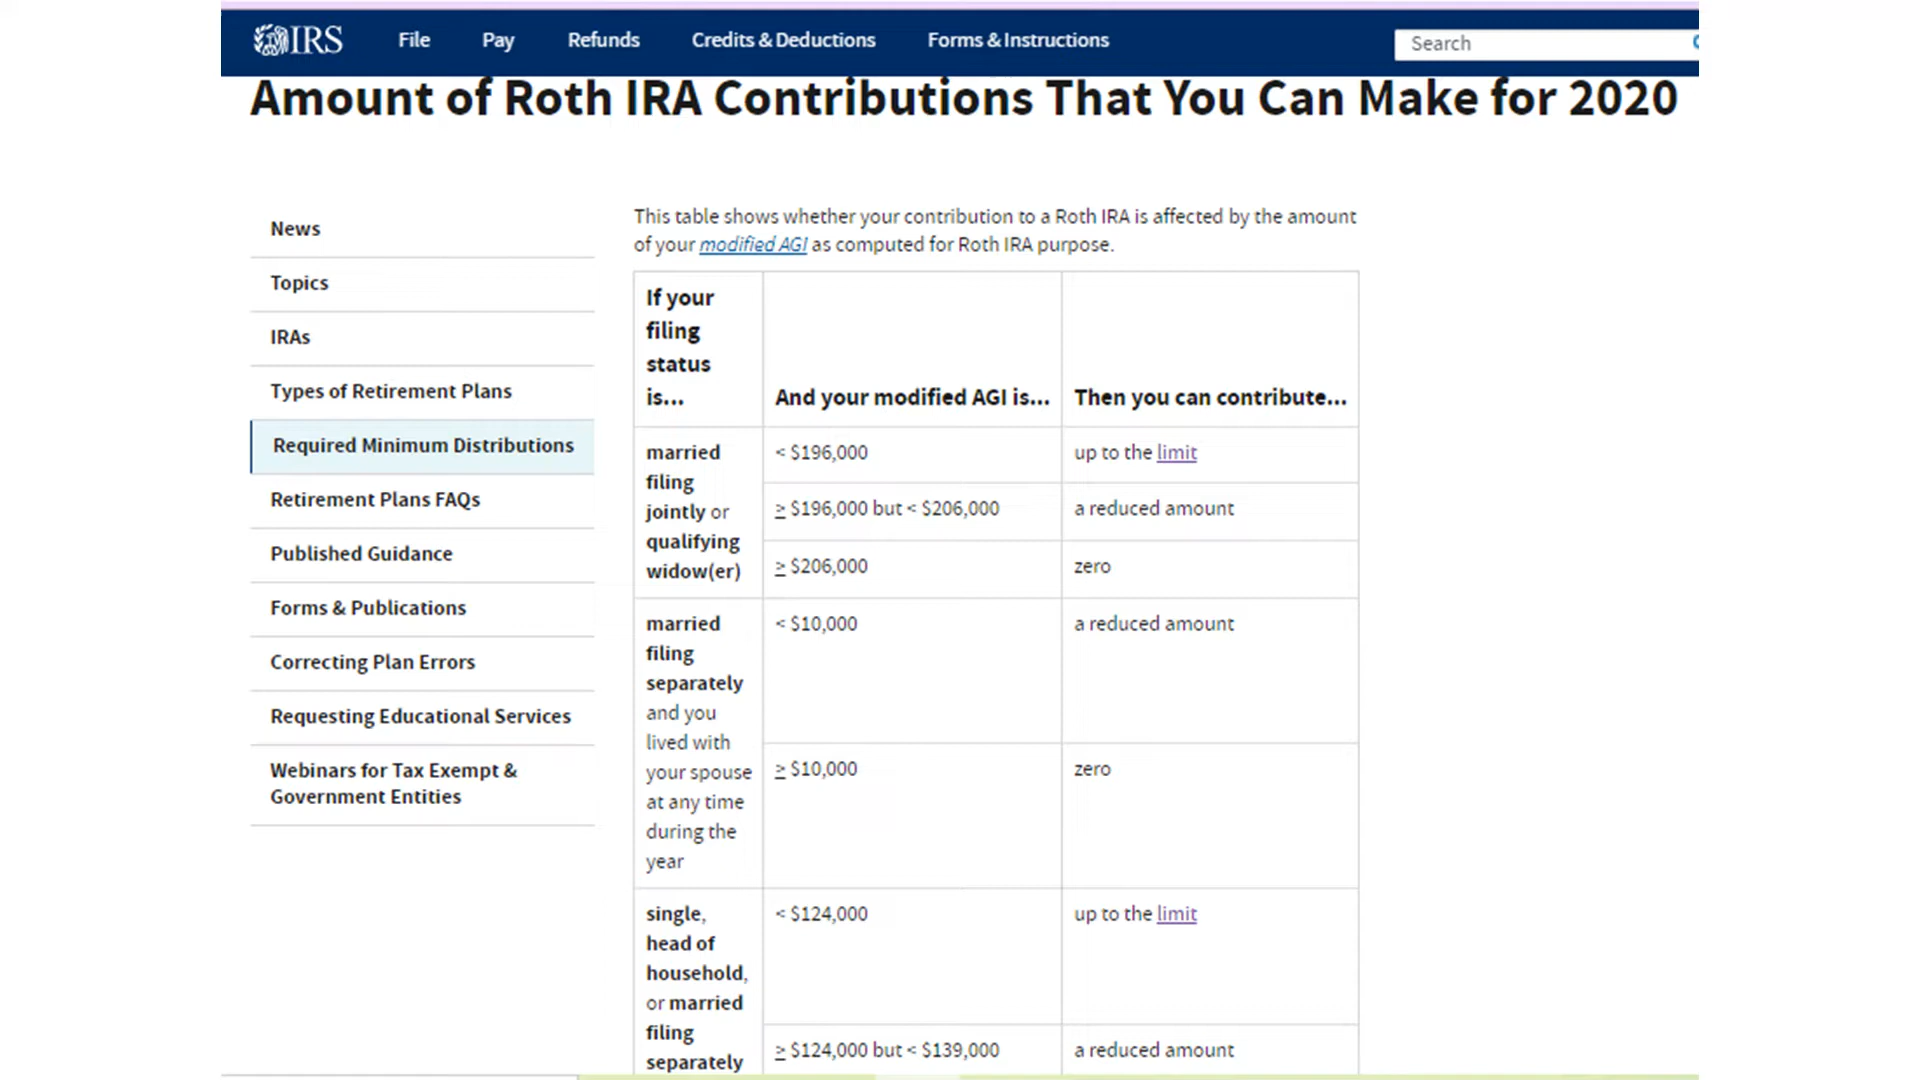 IRS File Pay Refunds Credits & Deductions Forms & Instructions Search
Amount of Roth IRA Contributions That You Can Make for 2020
News
Topics
IRAs
Types of Retirement Plans
Required Minimum Distributions
Retirement Plans FAQs
Published Guidance
Forms & Publications
Correcting Plan Errors
Requesting Educational Services
Webinars for Tax Exempt &
Government Entities
This table shows whether your contribution to a Roth IRA is affected by the amount
of your modified AGI as computed for Roth IRA purpose.
If your
filing
status
is...
And your modified AGI is...
Then you can contribute...
married
filing
jointly or
qualifying
widow(er)
< $196,000
up to the limit
≥ $196,000 but < $206,000
a reduced amount
≥ $206,000
zero
married
filing
separately
and you
lived with
your spouse
at any time
during the
year
< $10,000
a reduced amount
≥ $10,000
zero
single,
head of
household,
or married
filing
separately
< $124,000
up to the limit
≥ $124,000 but < $139,000
a reduced amount